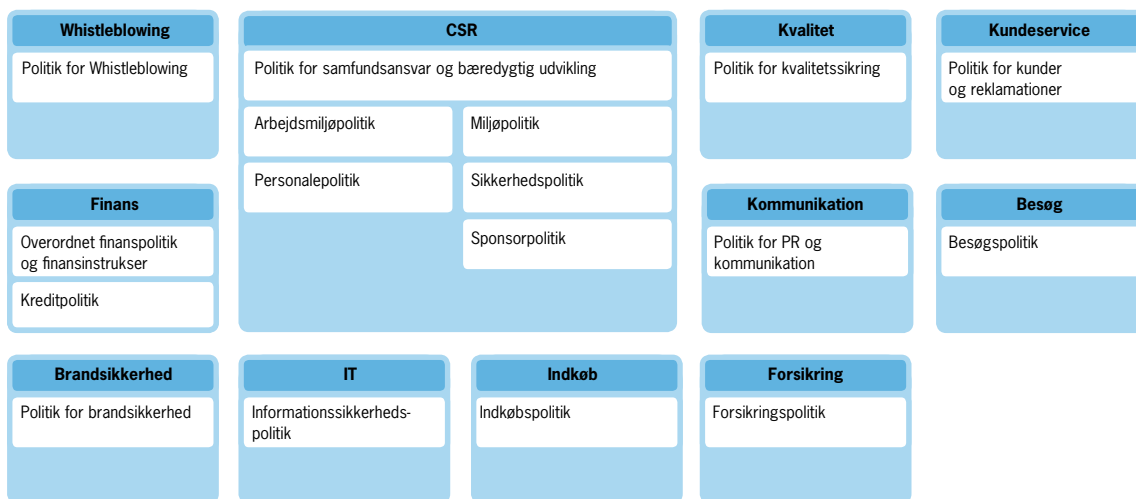 Whistleblowing
Politik for Whistleblowing
CSR
Politik for samfundsansvar og bæredygtig udvikling
Arbejdsmiljøpolitik
Miljøpolitik
Personalepolitik
Sikkerhedspolitik
Sponsorpolitik
Kvalitet
Politik for kvalitetssikring
Kundeservice
Politik for kunder
og reklamationer
Finans
Overordnet finanspolitik
og finansinstrukser
Kreditpolitik
Kommunikation
Politik for PR og
kommunikation
Besøg
Besøgspolitik
Brandsikkerhed
Politik for brandsikkerhed
IT
Informationssikkerheds-
politik
Indkøb
Indkøbspolitik
Forsikring
Forsikringspolitik